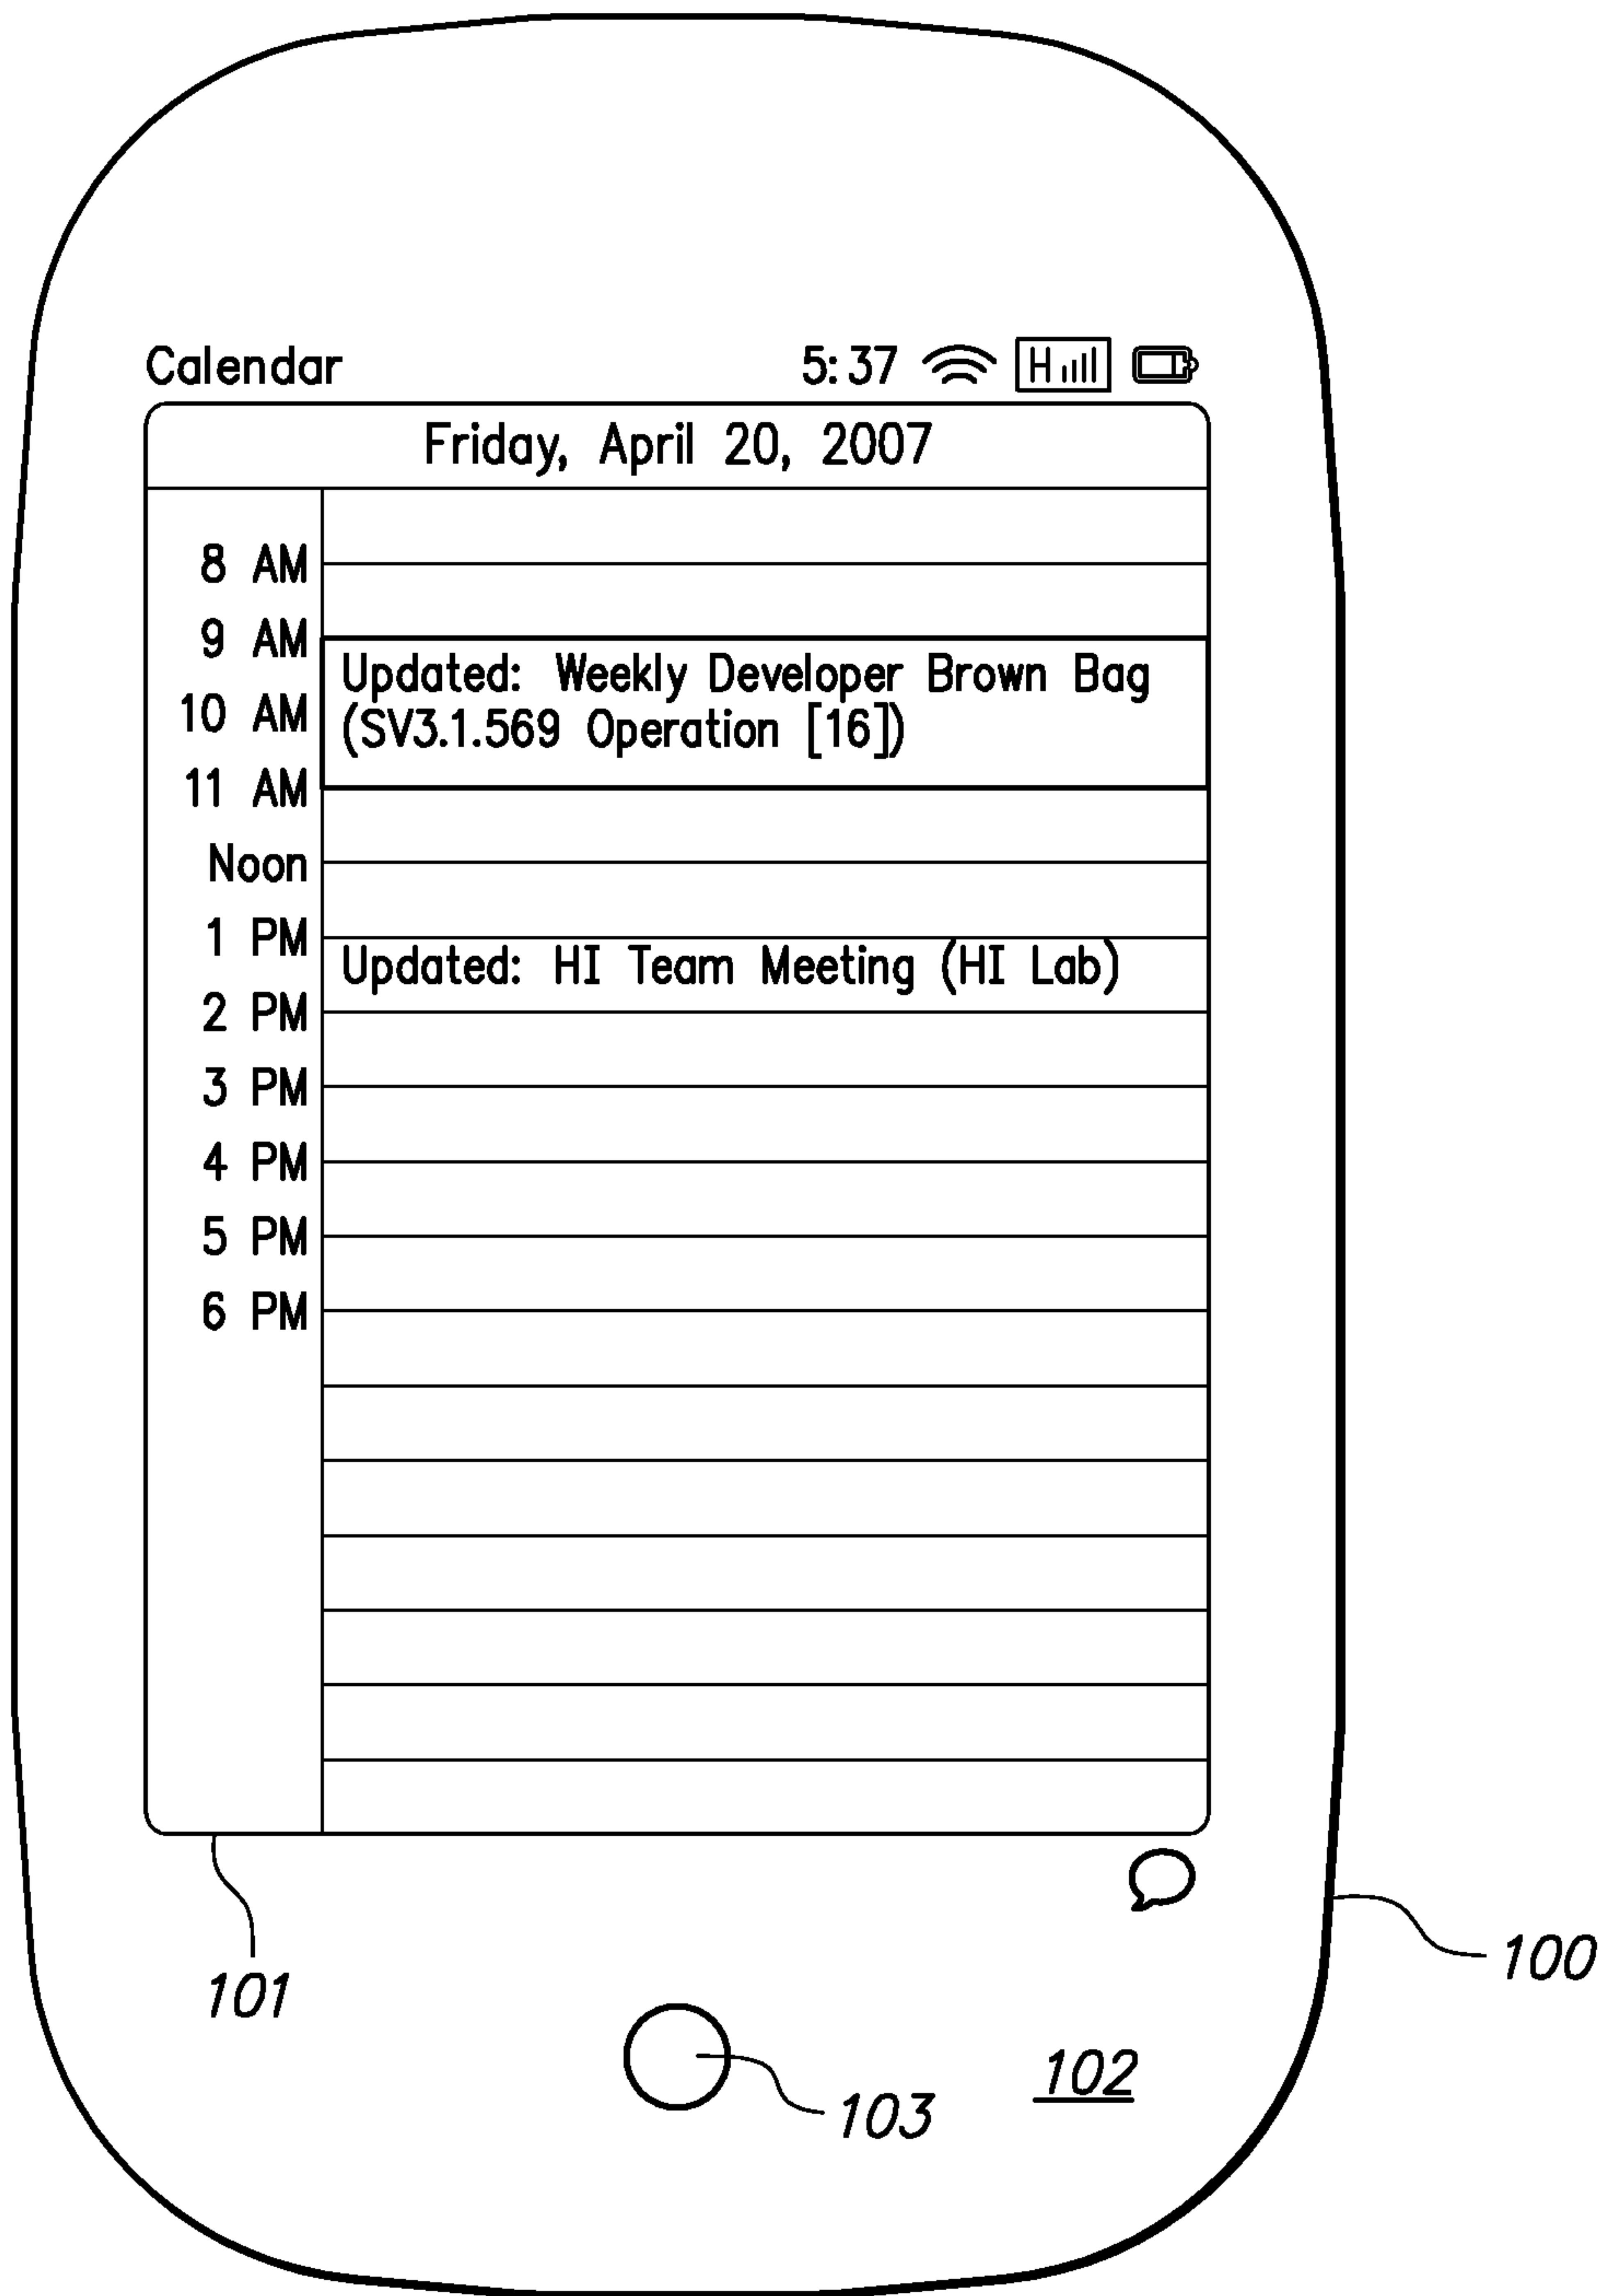 Calendar 5:37 H
Friday, April 20, 2007
8 AM
9 AM
Updated: Weekly Developer Brown Bag
10 AM (SV3.1.569 Operation [16])
11 AM
Noon
1 PM
Updated: HI Team Meeting (HI Lab)
2 PM
3 PM
4 PM
5 PM
6 PM
100
101
102
103